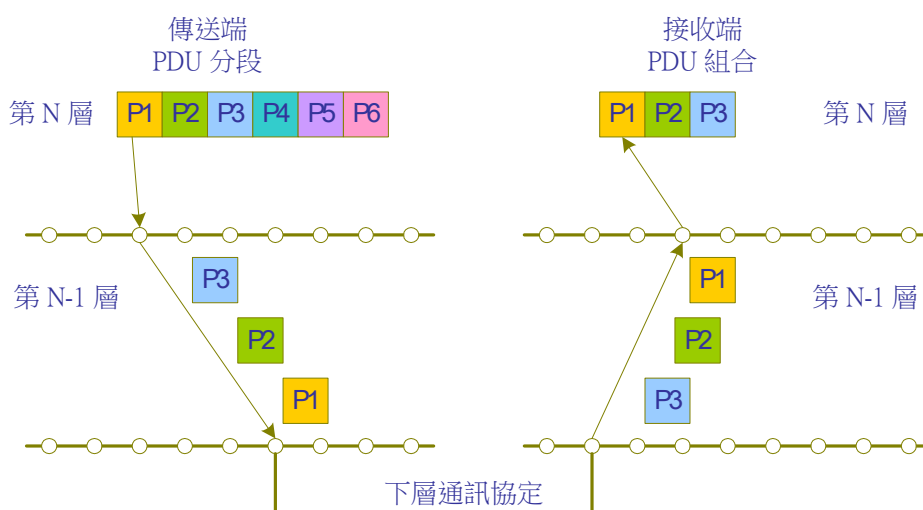 傳送端
PDU 分段
接收端
PDU 組合
第 N 層
P1 P2 P3 P4 P5 P6
P1 P2 P3
第 N 層
第 N-1 層
P3
P2
P1
P1
P2
P3
第 N-1 層
下層通訊協定